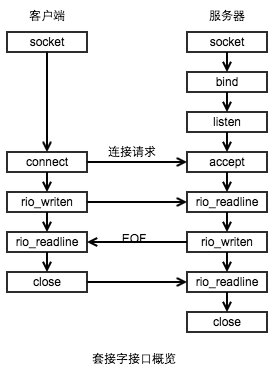 客户端 服务器
socket socket
bind
listen
连接请求
connect accept
rio_writen rio_readline
EOF
rio_readline rio_writen
close rio_readline
close
套接字接口概览